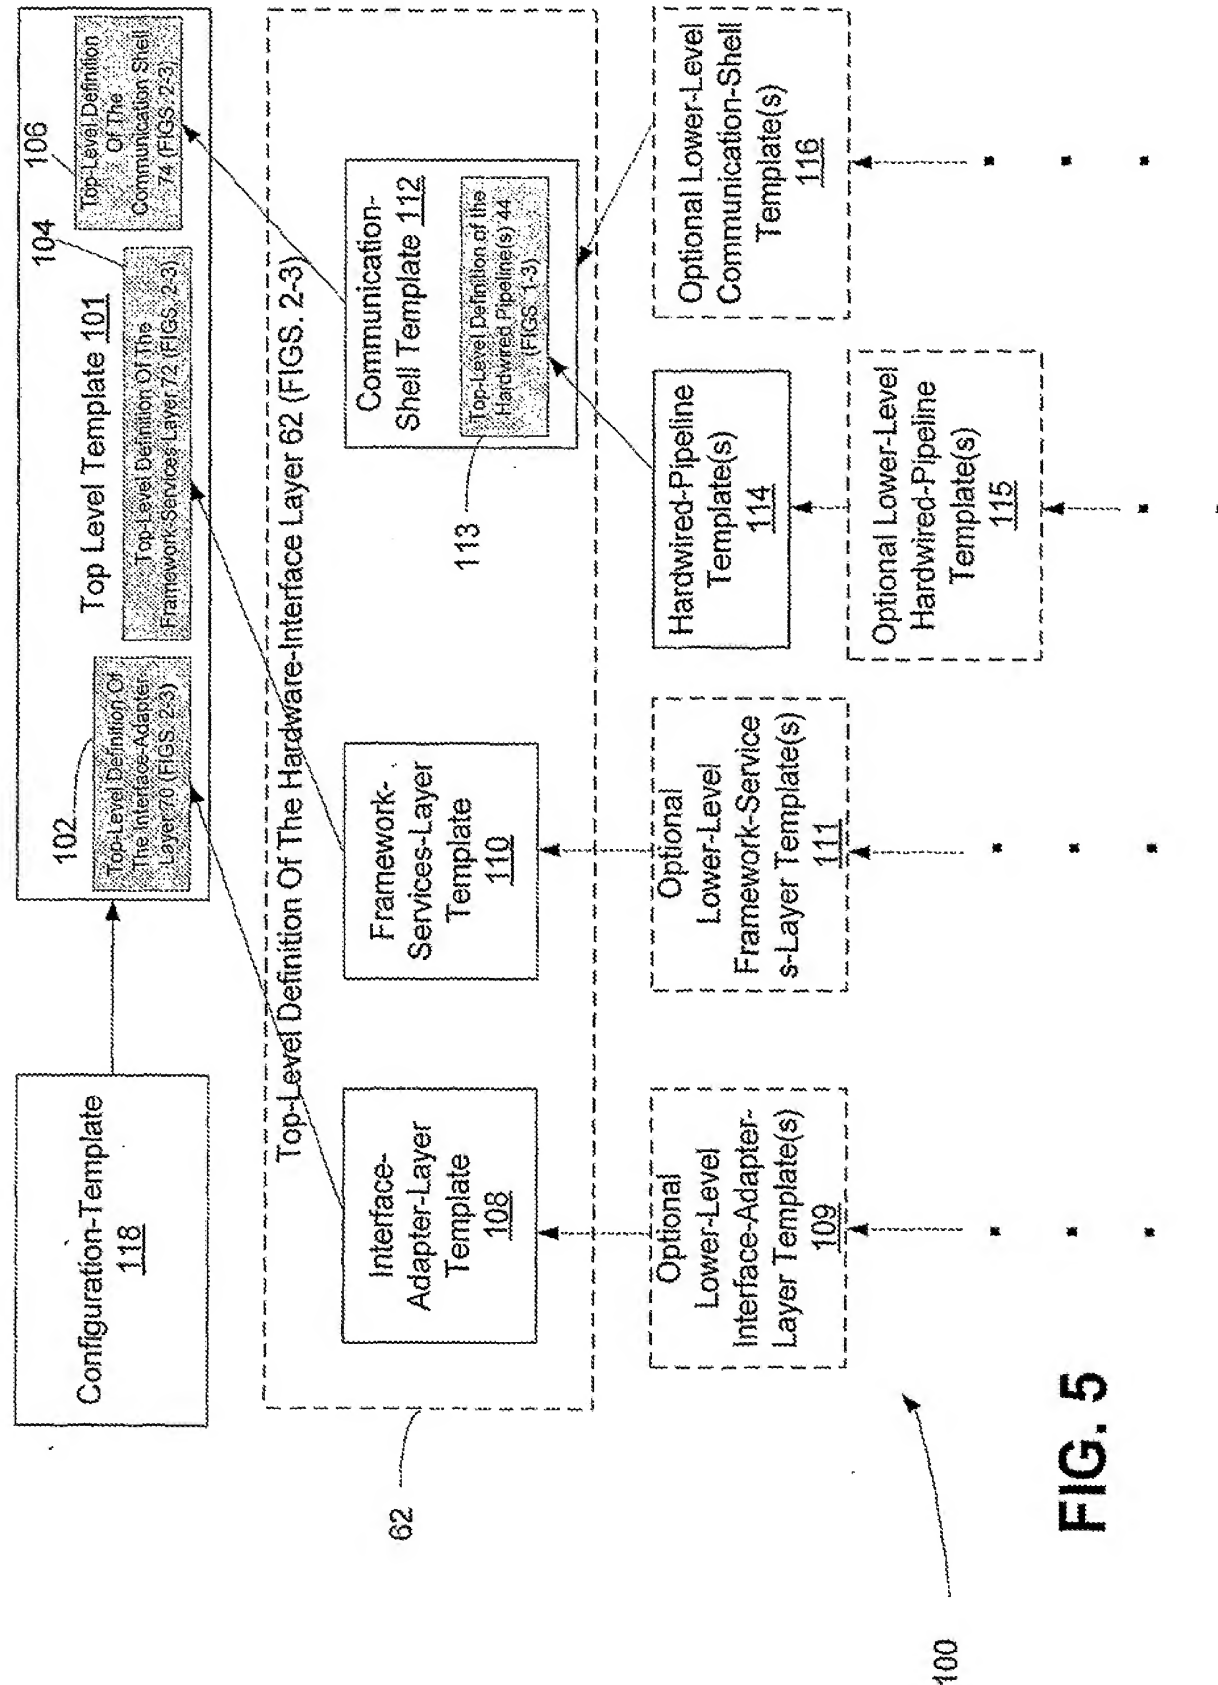 Configuration-Template
118
Top Level Template 101
102
Top-Level Definition Of
The Interface-Adapter-
Layer 70 (FIGS. 2-3)
104
Top-Level Definition Of The
Framework-Services-Layer 72 (FIGS. 2-3)
106
Top-Level Definition
Of The
Communication Shell
74 (FIGS. 2-3)
Top-Level Definition Of The Hardware-Interface Layer 62 (FIGS. 2-3)
62
Interface-
Adapter-Layer
Template
108
Framework-
Services-Layer
Template
110
Communication-
Shell Template 112
113
Top-Level Definition of the
Hardwired Pipeline(s) 44
(FIGS. 1-3)
Optional
Lower-Level
Interface-Adapter-
Layer Template(s)
109
Optional
Lower-Level
Framework-Service
s-Layer Template(s)
111
Hardwired-Pipeline
Template(s)
114
Optional Lower-Level
Communication-Shell
Template(s)
116
Optional Lower-Level
Hardwired-Pipeline
Template(s)
115
100
FIG. 5